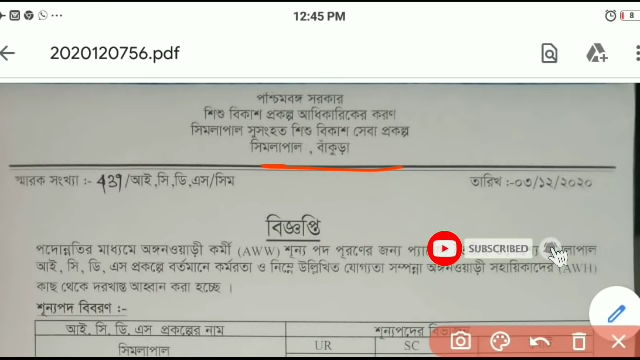 12:45 PM
8
2020120756.pdf
পশ্চিমবঙ্গ সরকার
শিশু বিকাশ প্রকল্প আধিকারিকের করণ
সিমলাপাল সুসংহত শিশু বিকাশ সেবা প্রকল্প
সিমলাপাল , বাঁকুড়া
স্মারক সংখ্যা :- 439/আই,সি,ডি,এস/সিম
তারিখ :-০৩/১২/২০২০
বিজ্ঞপ্তি
পদোন্নতির মাধ্যমে অঙ্গনওয়াড়ী কর্মী (AWW) শূন্য পদ পূরণের জন্য
SUBSCRIBED
আই, সি, ডি, এস প্রকল্পে বর্তমানে কর্মরতা ও নিম্নে উল্লিখিত যোগ্যতা সম্পন্না অঙ্গনওয়াড়ী সহায়িকাদের (AWH)
কাছ থেকে দরখাস্ত আহ্বান করা হচ্ছে ।
শূন্যপদ বিবরণ :-
আই. সি. ডি. এস প্রকল্পের নাম
শূন্যপদের
সিমলাপাল
UR
SC